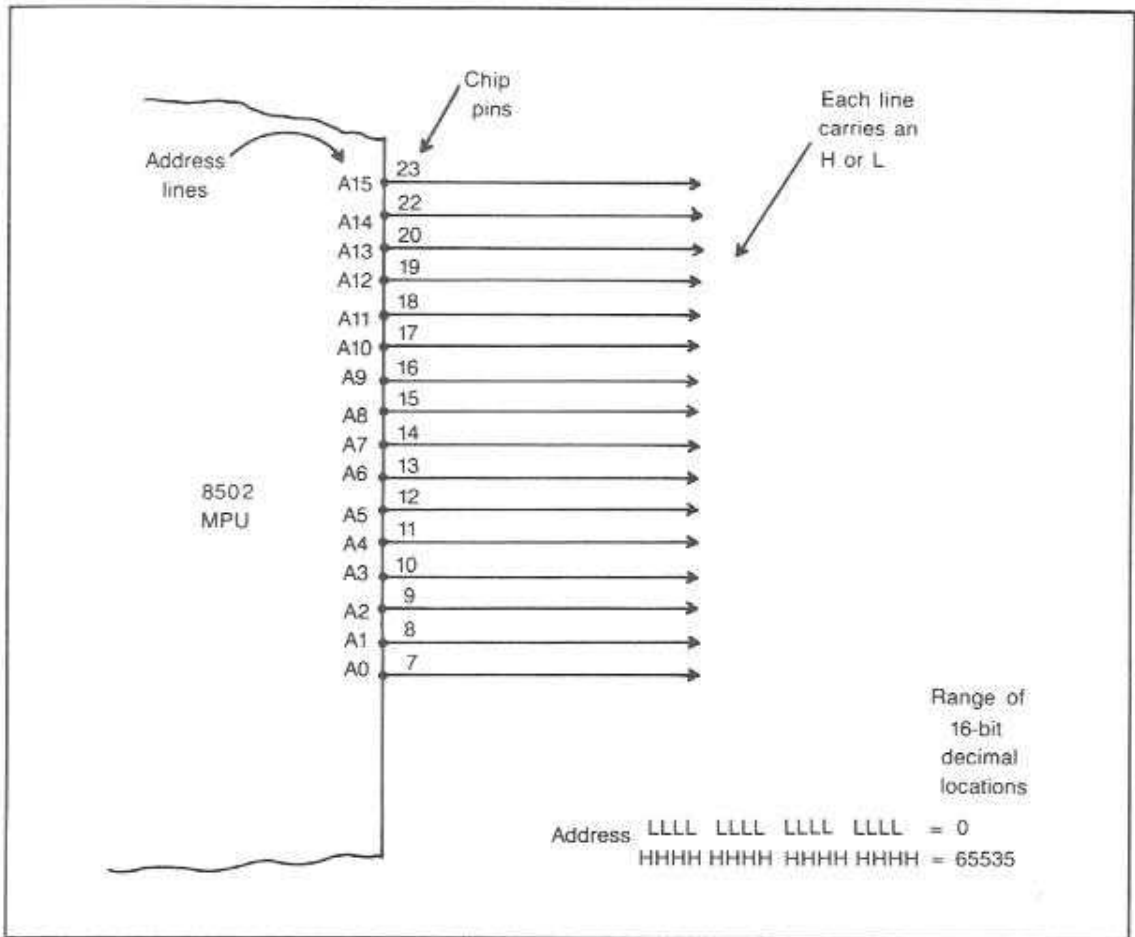 Chip
pins
Each line
carries an
H or L
Address
lines
A15 23
A14 22
A13 20
A12 19
A11 18
A10 17
A9 16
A8 15
A7 14
A6 13
A5 12
A4 11
A3 10
A2 9
A1 8
A0 7
8502
MPU
Range of
16-bit
decimal
locations
Address LLLL LLLL LLLL LLLL = 0
HHHH HHHH HHHH HHHH = 65535